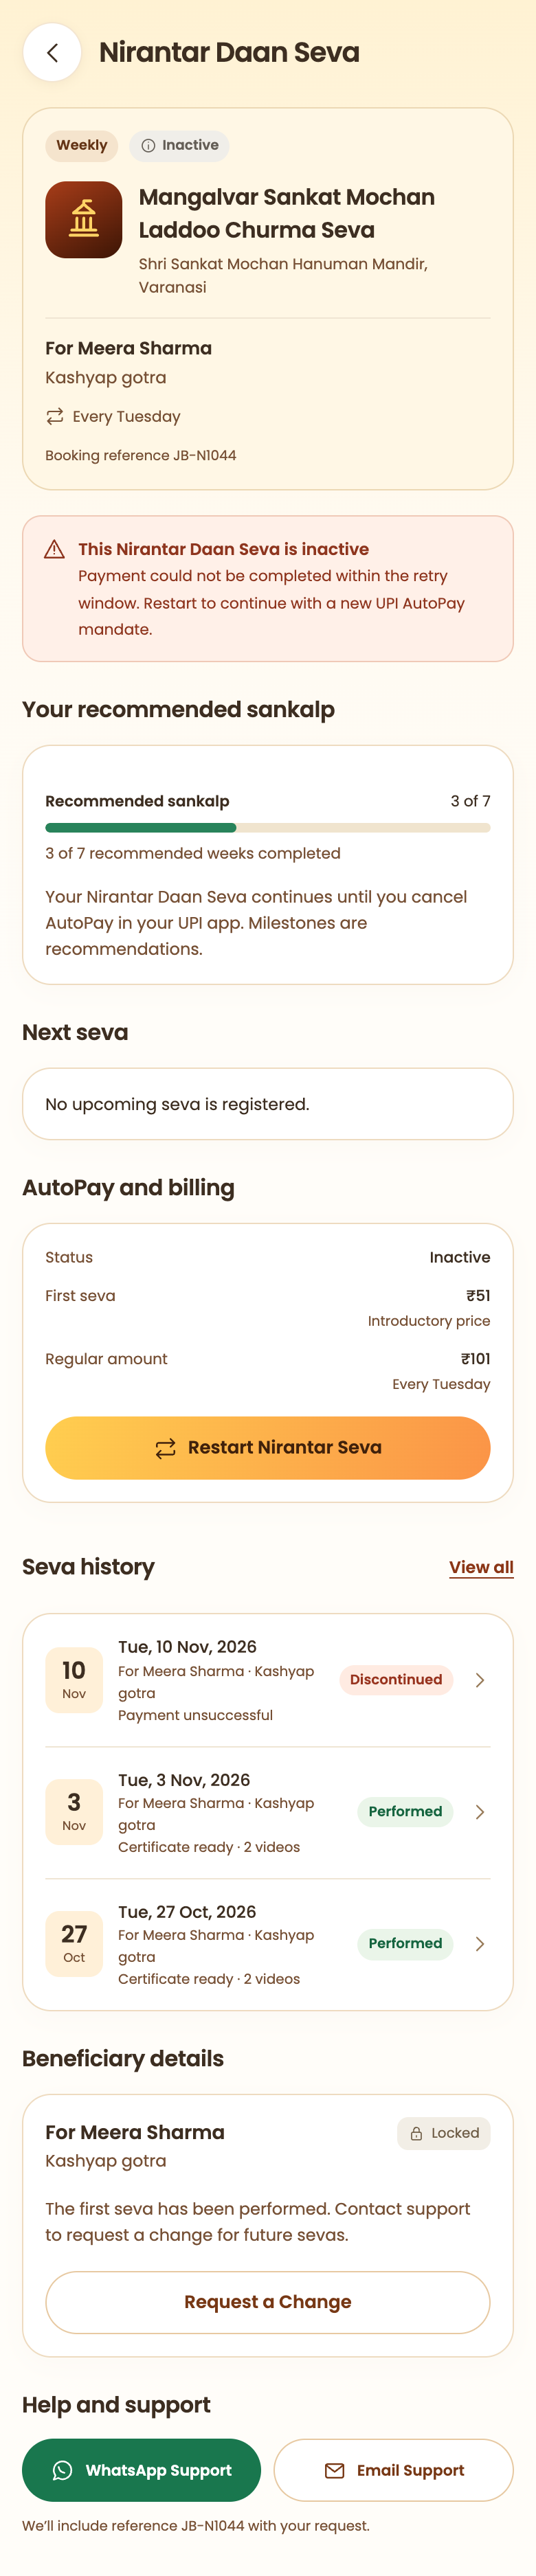 Nirantar Daan Seva
Weekly
Inactive
Mangalvar Sankat Mochan
Laddoo Churma Seva
Shri Sankat Mochan Hanuman Mandir,
Varanasi
For Meera Sharma
Kashyap gotra
Every Tuesday
Booking reference JB-N1044
This Nirantar Daan Seva is inactive
Payment could not be completed within the retry
window. Restart to continue with a new UPI AutoPay
mandate.
Your recommended sankalp
Recommended sankalp 3 of 7
3 of 7 recommended weeks completed
Your Nirantar Daan Seva continues until you cancel
AutoPay in your UPI app. Milestones are
recommendations.
Next seva
No upcoming seva is registered.
AutoPay and billing
Status Inactive
First seva ₹51
Introductory price
Regular amount ₹101
Every Tuesday
Restart Nirantar Seva
Seva history View all
10
Nov
Tue, 10 Nov, 2026
For Meera Sharma · Kashyap
gotra
Payment unsuccessful
Discontinued
3
Nov
Tue, 3 Nov, 2026
For Meera Sharma · Kashyap
gotra
Certificate ready · 2 videos
Performed
27
Oct
Tue, 27 Oct, 2026
For Meera Sharma · Kashyap
gotra
Certificate ready · 2 videos
Performed
Beneficiary details
For Meera Sharma
Locked
Kashyap gotra
The first seva has been performed. Contact support
to request a change for future sevas.
Request a Change
Help and support
WhatsApp Support
Email Support
We'll include reference JB-N1044 with your request.